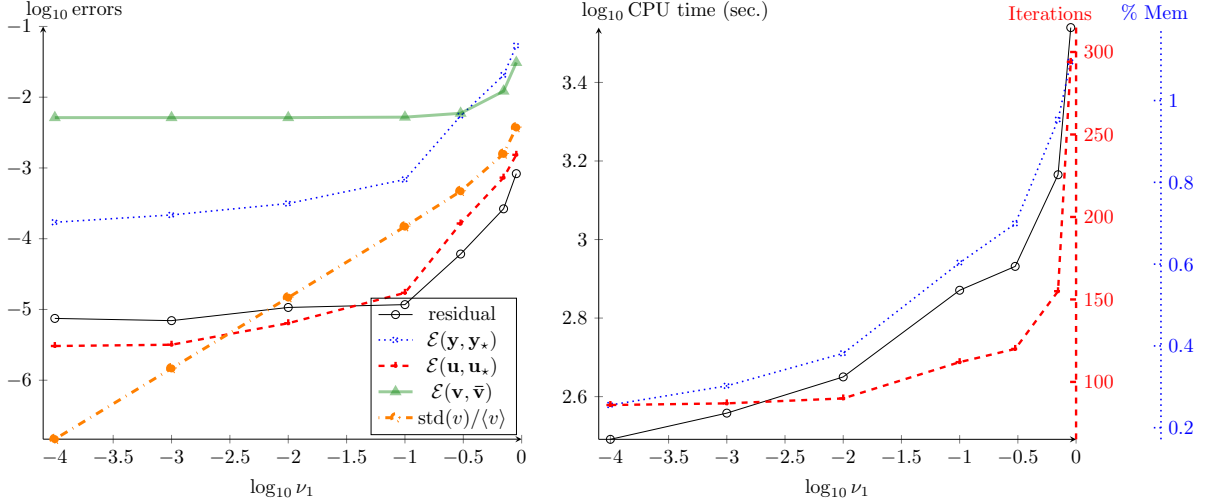 log₁₀ errors
−1
−2
−3
−4
−5
−6
−4 −3.5 −3 −2.5 −2 −1.5 −1 −0.5 0
log₁₀ ν₁
residual
ℰ(𝐲, 𝐲⋆)
ℰ(𝐮, 𝐮⋆)
ℰ(𝐯, 𝐯̄)
std(v)/⟨v⟩
log₁₀ CPU time (sec.)
3.4
3.2
3
2.8
2.6
−4 −3.5 −3 −2.5 −2 −1.5 −1 −0.5 0
log₁₀ ν₁
Iterations
300
250
200
150
100
% Mem
1
0.8
0.6
0.4
0.2